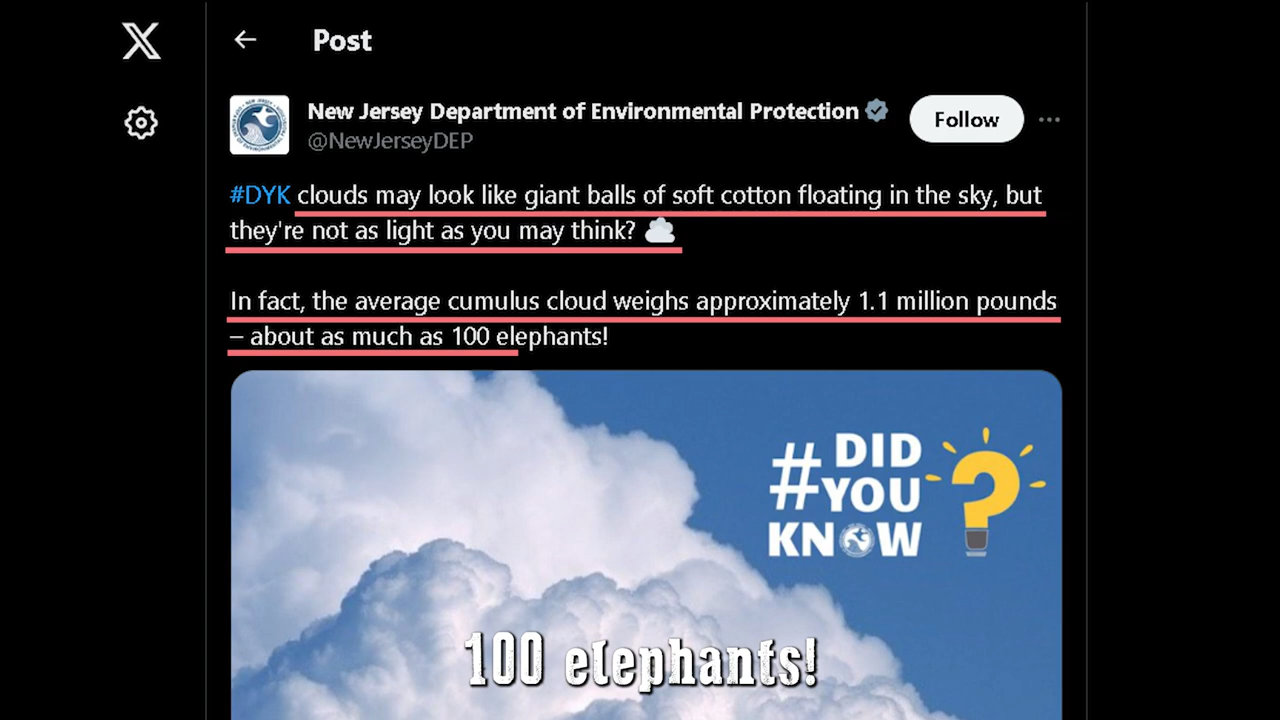 Post
New Jersey Department of Environmental Protection
Follow
@NewJerseyDEP
#DYK clouds may look like giant balls of soft cotton floating in the sky, but
they're not as light as you may think? ☁️
In fact, the average cumulus cloud weighs approximately 1.1 million pounds
– about as much as 100 elephants!
#DID
YOU
KNOW
?
100 elephants!